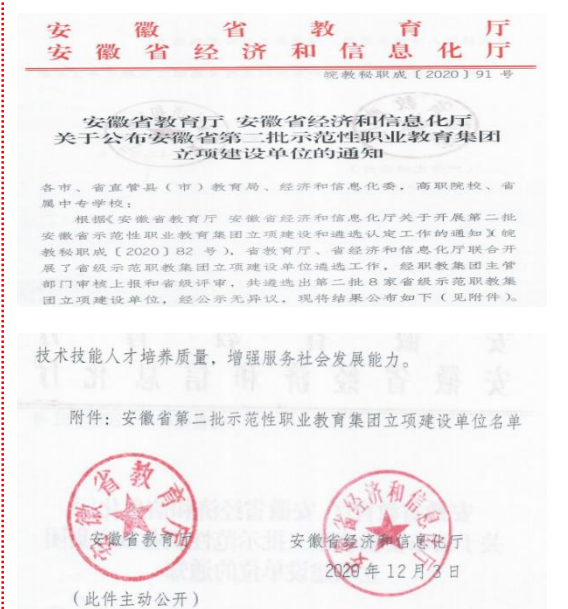 安徽省教育厅
安徽省经济和信息化厅
皖教秘职成〔2020〕91 号
安徽省教育厅 安徽省经济和信息化厅
关于公布安徽省第二批示范性职业教育集团
立项建设单位的通知
各市、省直管县（市）教育局、经济和信息化委，高职院校、省
属中专学校：
根据《安徽省教育厅 安徽省经济和信息化厅关于开展第二批
安徽省示范性职业教育集团立项建设和遴选认定工作的通知》（皖
教秘职成〔2020〕82 号），省教育厅、省经济和信息化厅联合开
展了省级示范职教集团立项建设单位遴选工作，经职教集团主管
部门审核上报和省级评审，共遴选出第二批8家省级示范职教集
团立项建设单位，经公示无异议，现将结果公布如下（见附件）。
技术技能人才培养质量，增强服务社会发展能力。
附件：安徽省第二批示范性职业教育集团立项建设单位名单
安徽省教育厅
安徽省经济和信息化厅
安徽省教育厅 安徽省经济和信息化厅
2020 年 12 月 3 日
（此件主动公开）